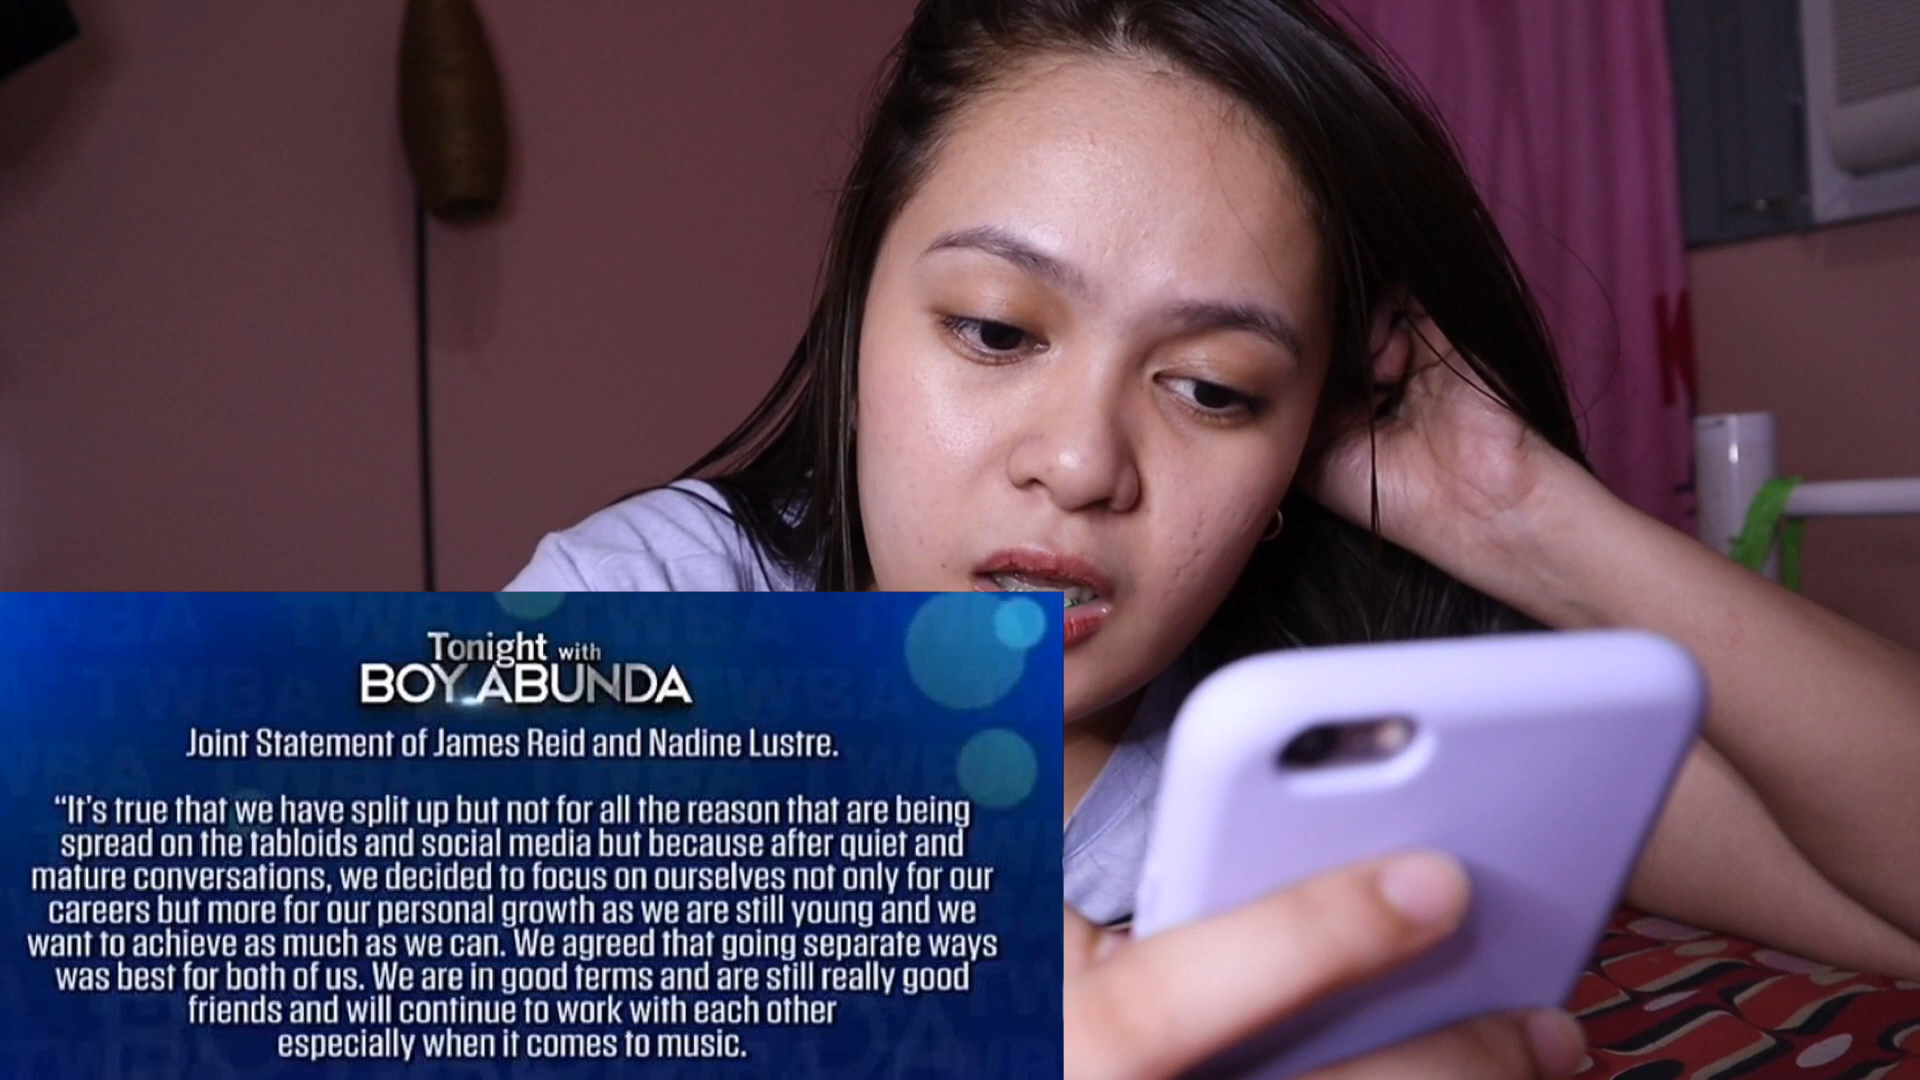 Tonight with
BOY ABUNDA
Joint Statement of James Reid and Nadine Lustre.
“It’s true that we have split up but not for all the reason that are being
spread on the tabloids and social media but because after quiet and
mature conversations, we decided to focus on ourselves not only for our
careers but more for our personal growth as we are still young and we
want to achieve as much as we can. We agreed that going separate ways
was best for both of us. We are in good terms and are still really good
friends and will continue to work with each other
especially when it comes to music.